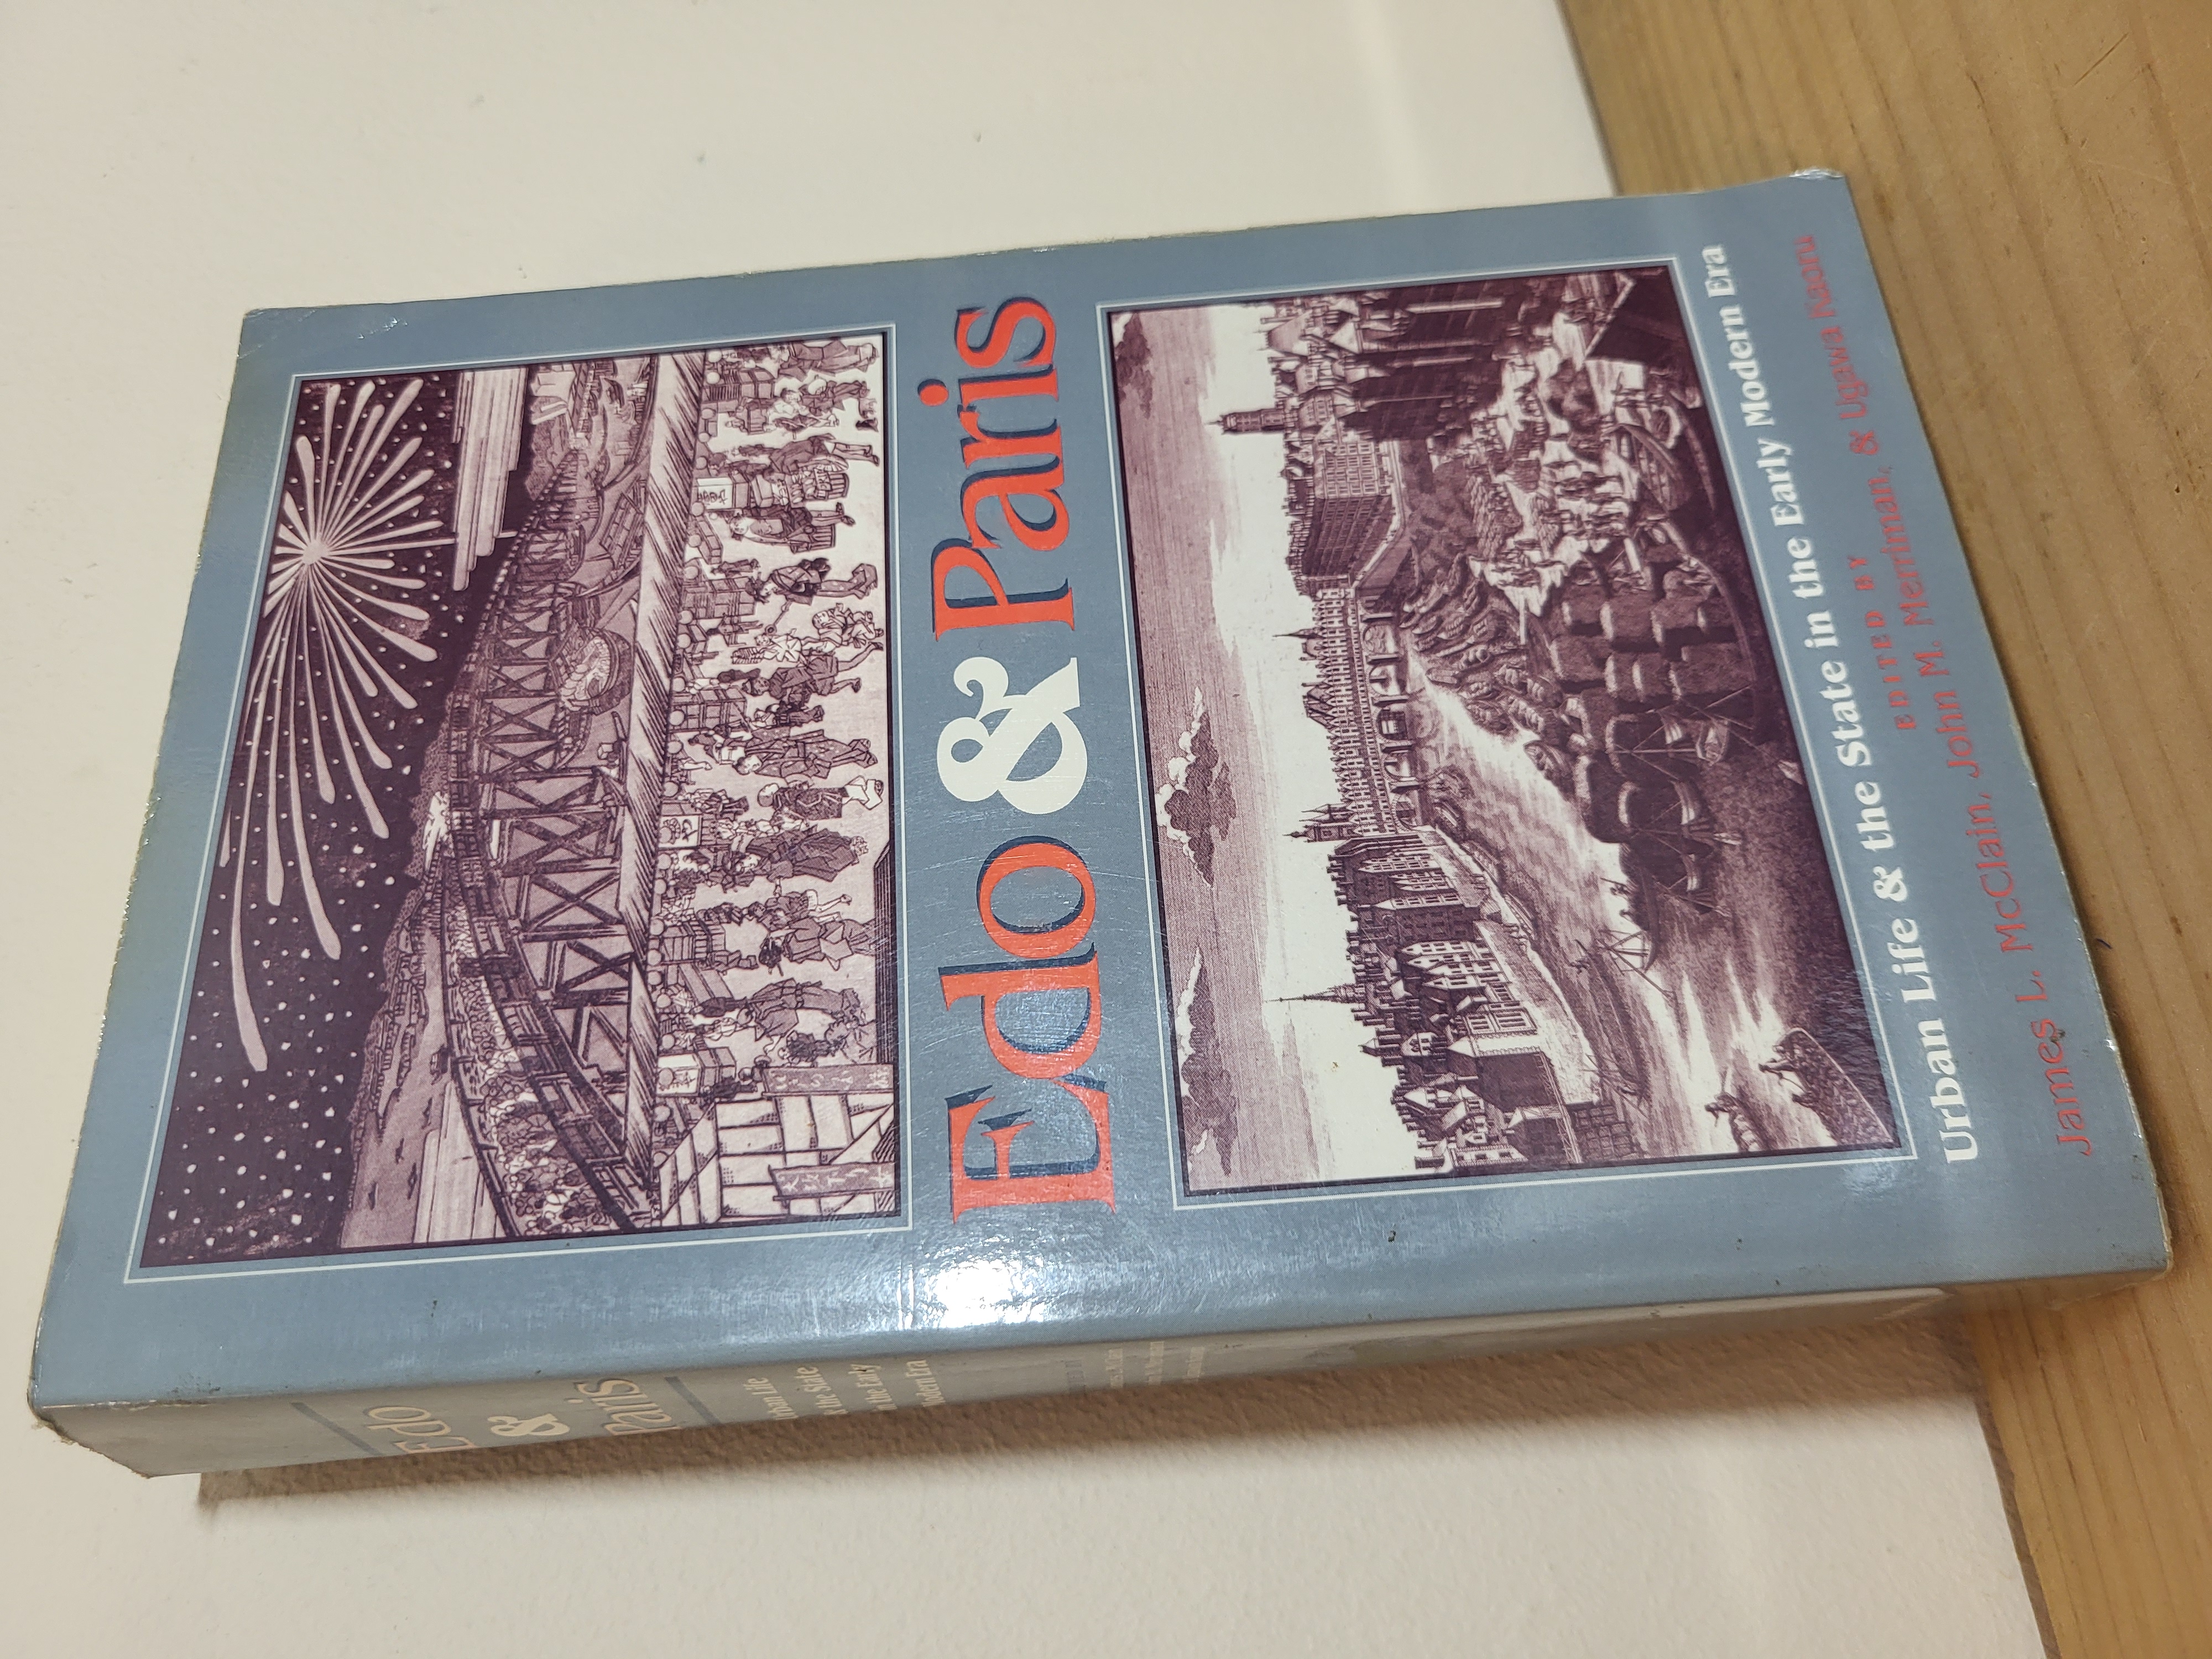 Edo & Paris
Urban Life & the State in the Early Modern Era
EDITED BY
James L. McClain, John M. Merriman, & Ugawa Kaoru
Edo
&
Paris
Urban Life
& the State
in the Early
Modern Era